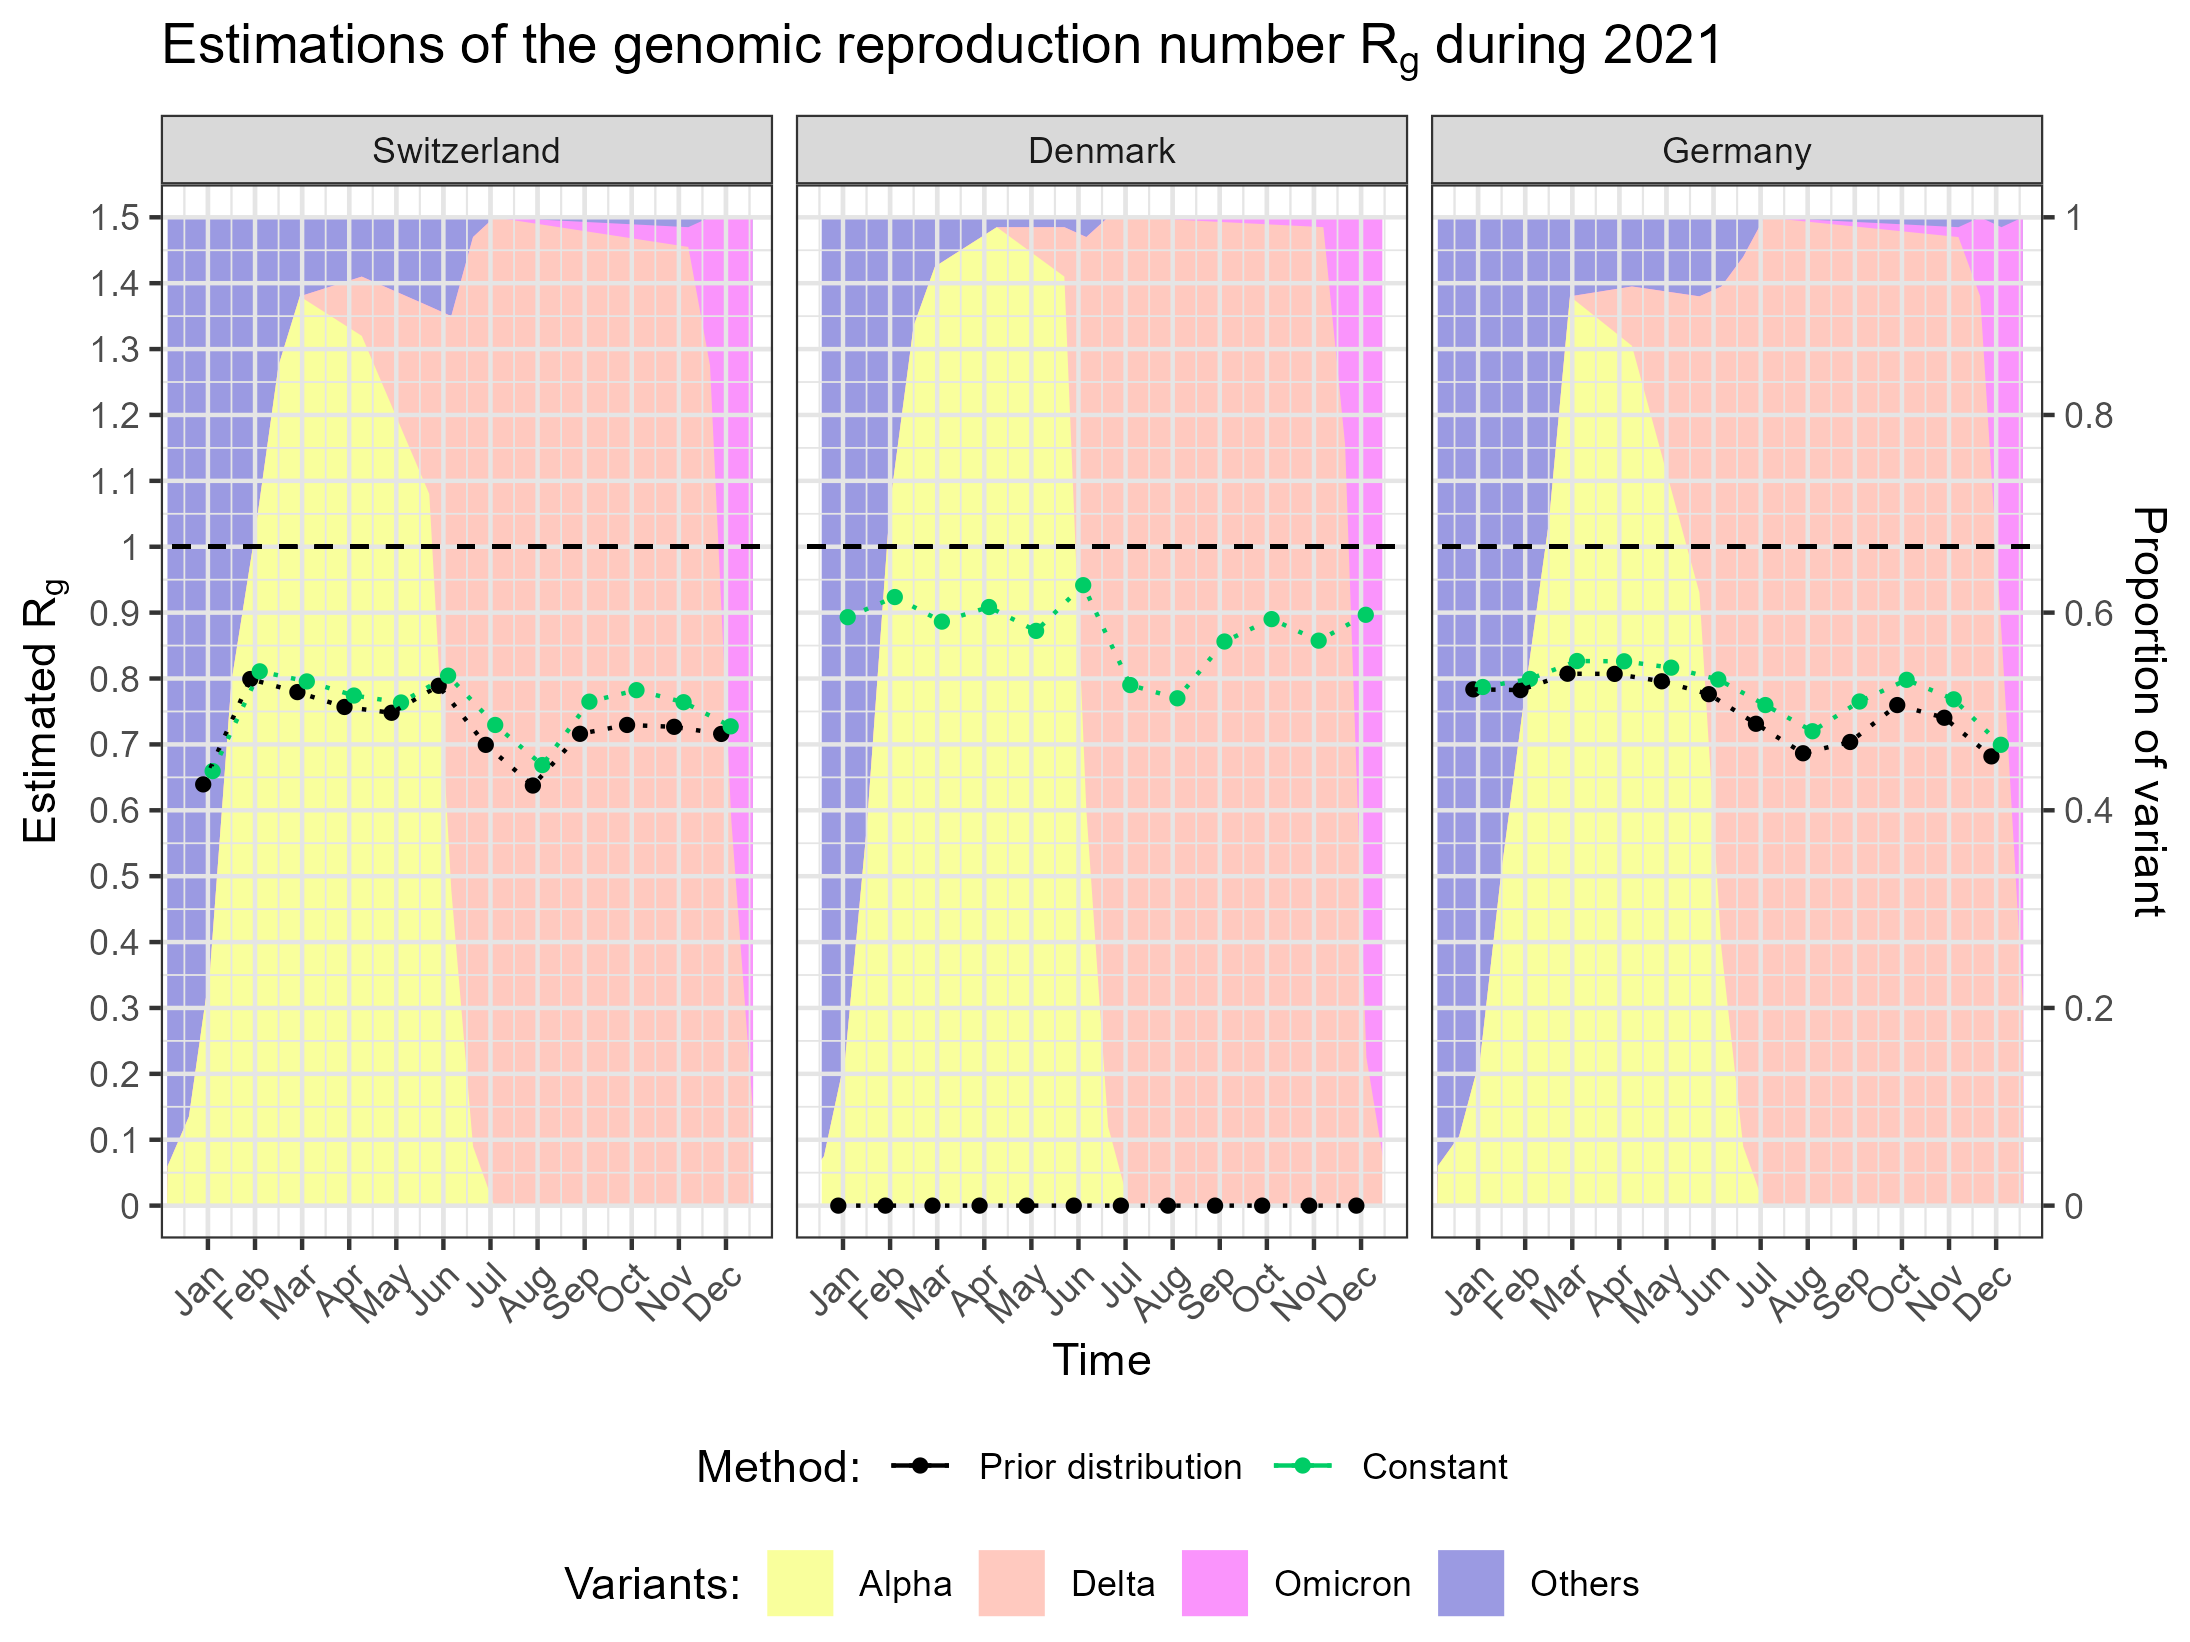 Estimations of the genomic reproduction number Rg during 2021
Switzerland
Denmark
Germany
Estimated Rg
1.5
1.4
1.3
1.2
1.1
1
0.9
0.8
0.7
0.6
0.5
0.4
0.3
0.2
0.1
0
1
0.8
0.6
0.4
0.2
0
Proportion of variant
Jan Feb Mar Apr May Jun Jul Aug Sep Oct Nov Dec
Jan Feb Mar Apr May Jun Jul Aug Sep Oct Nov Dec
Jan Feb Mar Apr May Jun Jul Aug Sep Oct Nov Dec
Time
Method: Prior distribution Constant
Variants: Alpha Delta Omicron Others